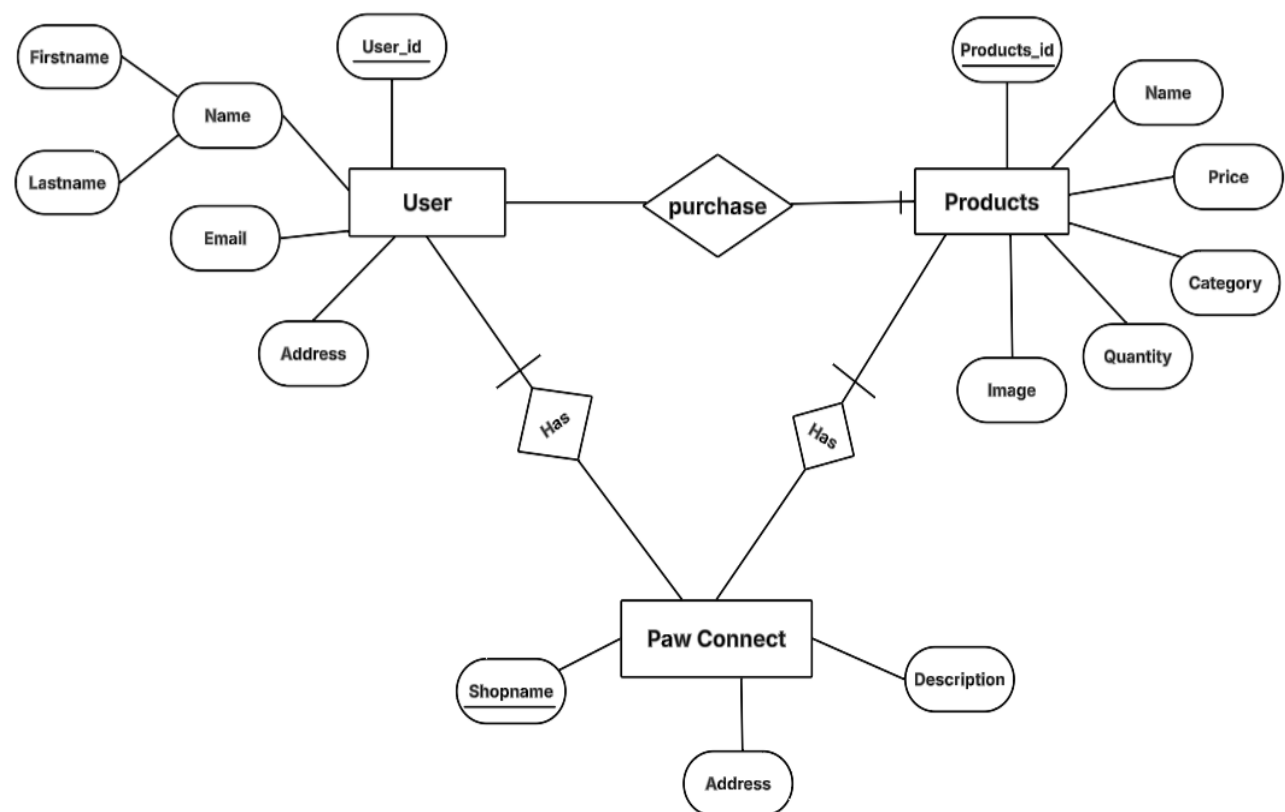 User_id
Products_id
Firstname
Name
Name
Lastname
Price
User
purchase
Products
Email
Category
Address
Quantity
Image
Has
Has
Paw Connect
Shopname
Description
Address